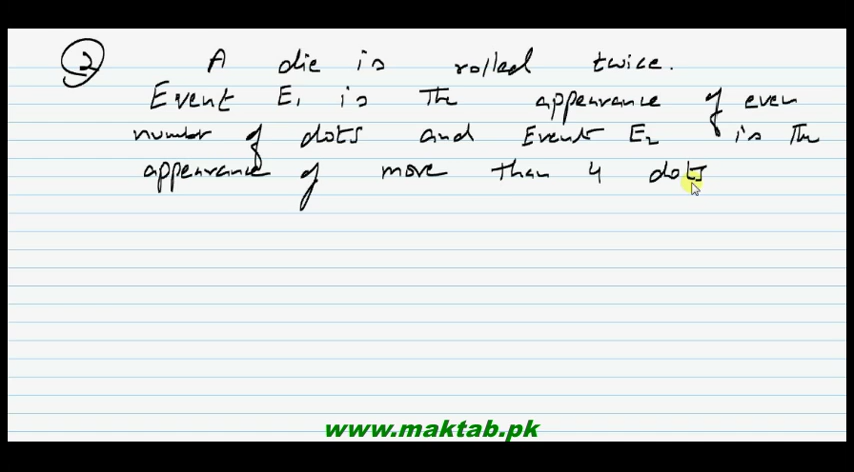 2 A die is rolled twice.
Event E₁ is the appearance of even
number of dots and Event E₂ is the
appearance of more than 4 dots
www.maktab.pk